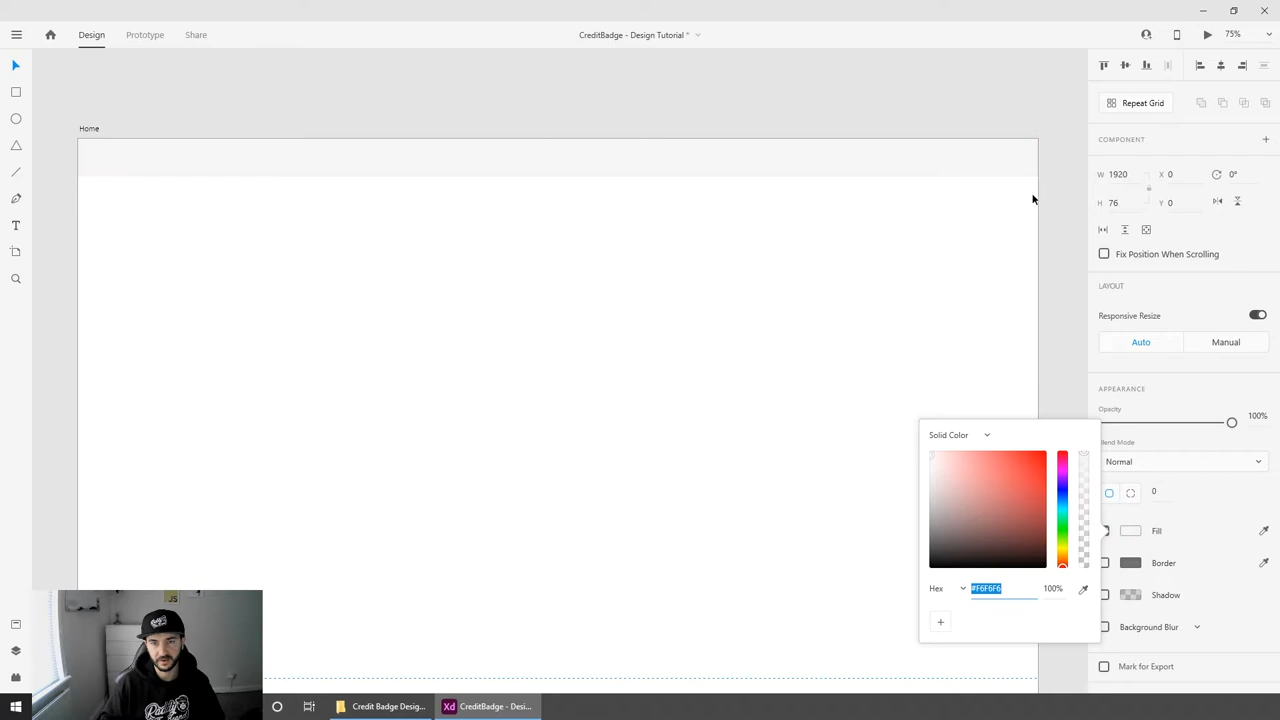 Design
Prototype
Share
CreditBadge - Design Tutorial *
75%
Home
Repeat Grid
COMPONENT
W 1920
X 0
0°
H 76
Y 0
Fix Position When Scrolling
LAYOUT
Responsive Resize
Auto
Manual
APPEARANCE
Opacity
100%
Solid Color
Blend Mode
Normal
0
Fill
Border
Hex
#F6F6F6
100%
Shadow
Background Blur
Mark for Export
JS
Credit Badge Desig...
Xd
CreditBadge - Desi...